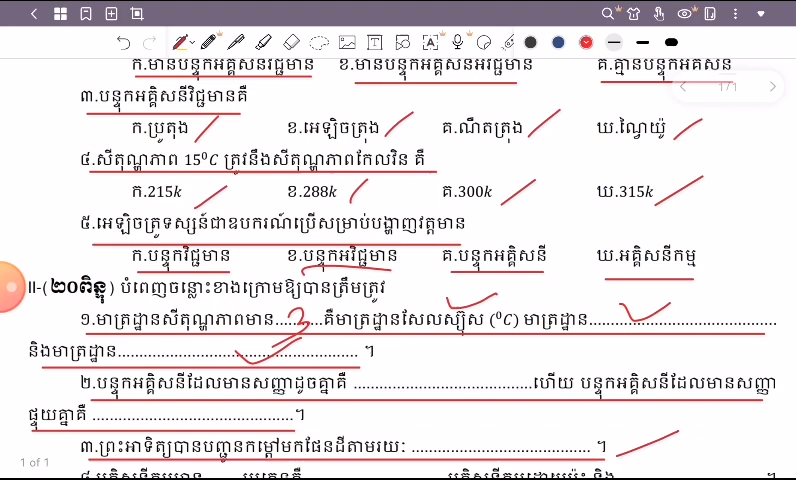 1/1
ក.មានបន្ទុកអគ្គិសនីវិជ្ជមាន ខ.មានបន្ទុកអគ្គិសនីអវិជ្ជមាន គ.គ្មានបន្ទុកអគិសនី
៣.បន្ទុកអគ្គិសនីវិជ្ជមានគឺ
ក.ប្រូតុង ខ.អេឡិចត្រុង គ.ណឺតត្រុង ឃ.ណ្វៃយ៉ូ
៤.សីតុណ្ហភាព 15⁰C ត្រូវនឹងសីតុណ្ហភាពកែលវិន គឺ
ក.215k ខ.288k គ.300k ឃ.315k
៥.អេឡិចត្រូទស្សន៍ជាឧបករណ៍ប្រើសម្រាប់បង្ហាញវត្តមាន
ក.បន្ទុកវិជ្ជមាន ខ.បន្ទុកអវិជ្ជមាន គ.បន្ទុកអគ្គិសនី ឃ.អគ្គិសនីកម្ម
II-(២០ពិន្ទុ) បំពេញចន្លោះខាងក្រោមឱ្យបានត្រឹមត្រូវ
១.មាត្រដ្ឋានសីតុណ្ហភាពមាន....3....គឺមាត្រដ្ឋានសែលស្យ៊ុស (⁰C) មាត្រដ្ឋាន..........................................
និងមាត្រដ្ឋាន...................................................... ។
២.បន្ទុកអគ្គិសនីដែលមានសញ្ញាដូចគ្នាគឺ ........................................ហើយ បន្ទុកអគ្គិសនីដែលមានសញ្ញា
ផ្ទុយគ្នាគឺ .............................................។
៣.ព្រះអាទិត្យបានបញ្ជូនកម្ដៅមកផែនដីតាមរយៈ ........................................ ។
1 of 1